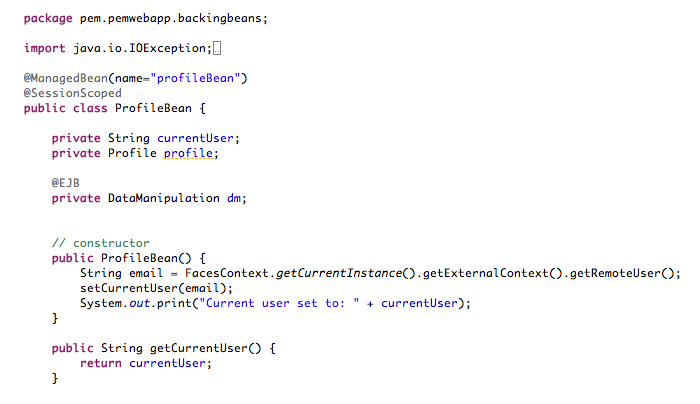 package pem.pemwebapp.backingbeans;
import java.io.IOException;
@ManagedBean(name="profileBean")
@SessionScoped
public class ProfileBean {
private String currentUser;
private Profile profile;
@EJB
private DataManipulation dm;
// constructor
public ProfileBean() {
String email = FacesContext.getCurrentInstance().getExternalContext().getRemoteUser();
setCurrentUser(email);
System.out.print("Current user set to: " + currentUser);
}
public String getCurrentUser() {
return currentUser;
}